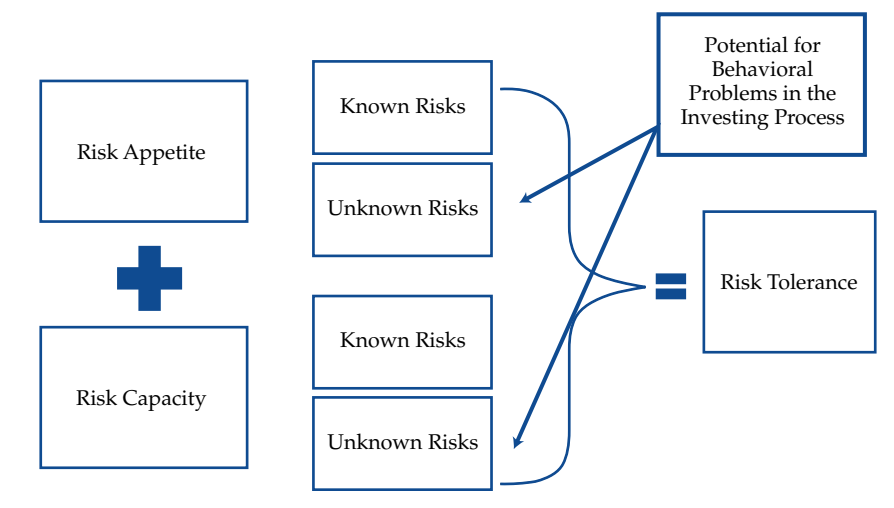 Risk Appetite
Risk Capacity
Known Risks
Unknown Risks
Known Risks
Unknown Risks
Potential for
Behavioral
Problems in the
Investing Process
Risk Tolerance